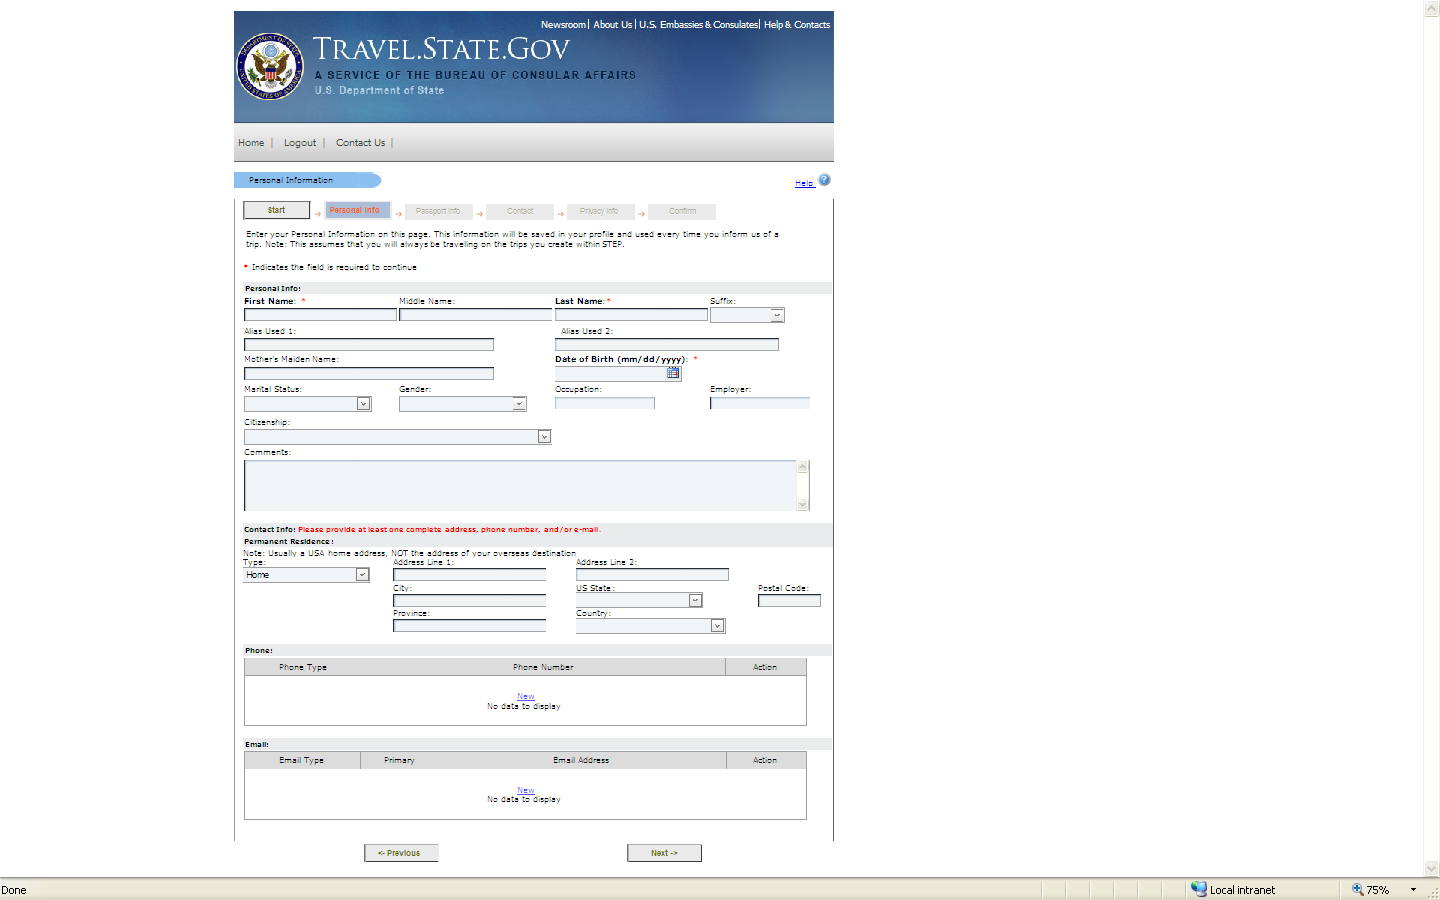 Newsroom | About Us | U.S. Embassies & Consulates | Help & Contacts
TRAVEL.STATE.GOV
A SERVICE OF THE BUREAU OF CONSULAR AFFAIRS
U.S. Department of State
Home | Logout | Contact Us |
Personal Information
Help ?
Start Personal Info Passport Info Contact Privacy Info Confirm
Enter your Personal Information on this page. This information will be saved in your profile and used every time you inform us of a
trip. Note: This assumes that you will always be traveling on the trips you create within STEP.
* Indicates the field is required to continue
Personal Info:
First Name: * Middle Name: Last Name:* Suffix:
Alias Used 1: Alias Used 2:
Mother's Maiden Name: Date of Birth (mm/dd/yyyy): *
Marital Status: Gender: Occupation: Employer:
Citizenship:
Comments:
Contact Info: Please provide at least one complete address, phone number, and/or e-mail.
Permanent Residence:
Note: Usually a USA home address, NOT the address of your overseas destination
Type: Address Line 1: Address Line 2:
Home
City: US State: Postal Code:
Province: Country:
Phone:
Phone Type Phone Number Action
New
No data to display
Email:
Email Type Primary Email Address Action
New
No data to display
<- Previous Next ->
Done Local intranet 75%